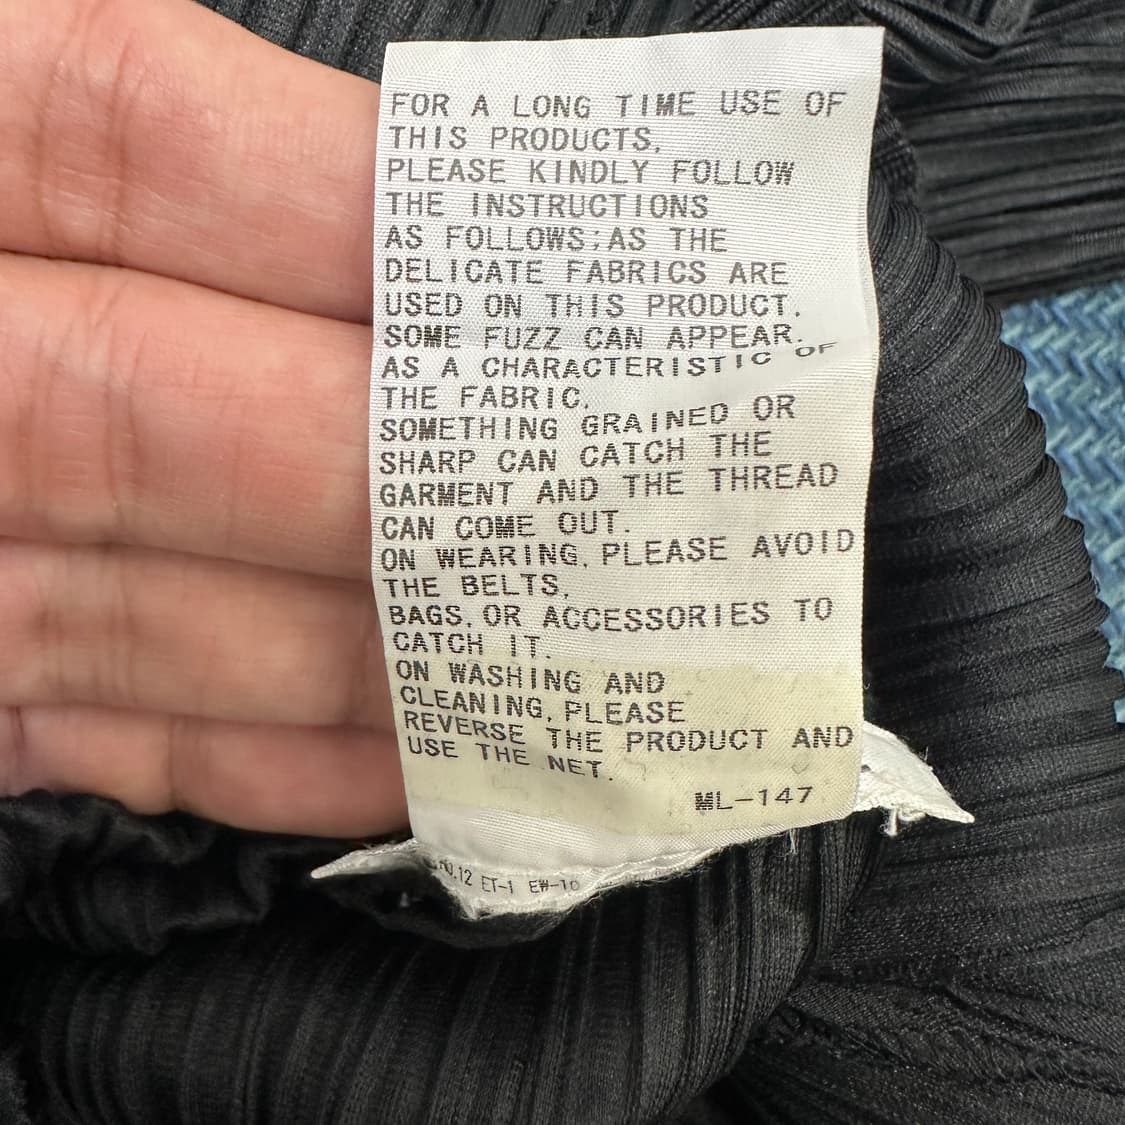 FOR A LONG TIME USE OF
THIS PRODUCTS,
PLEASE KINDLY FOLLOW
THE INSTRUCTIONS
AS FOLLOWS:AS THE
DELICATE FABRICS ARE
USED ON THIS PRODUCT.
SOME FUZZ CAN APPEAR.
AS A CHARACTERISTIC OF
THE FABRIC,
SOMETHING GRAINED OR
SHARP CAN CATCH THE
GARMENT AND THE THREAD
CAN COME OUT.
ON WEARING, PLEASE AVOID
THE BELTS,
BAGS, OR ACCESSORIES TO
CATCH IT.
ON WASHING AND
CLEANING, PLEASE
REVERSE THE PRODUCT AND
USE THE NET.
ML-147
ET-1 EW-10